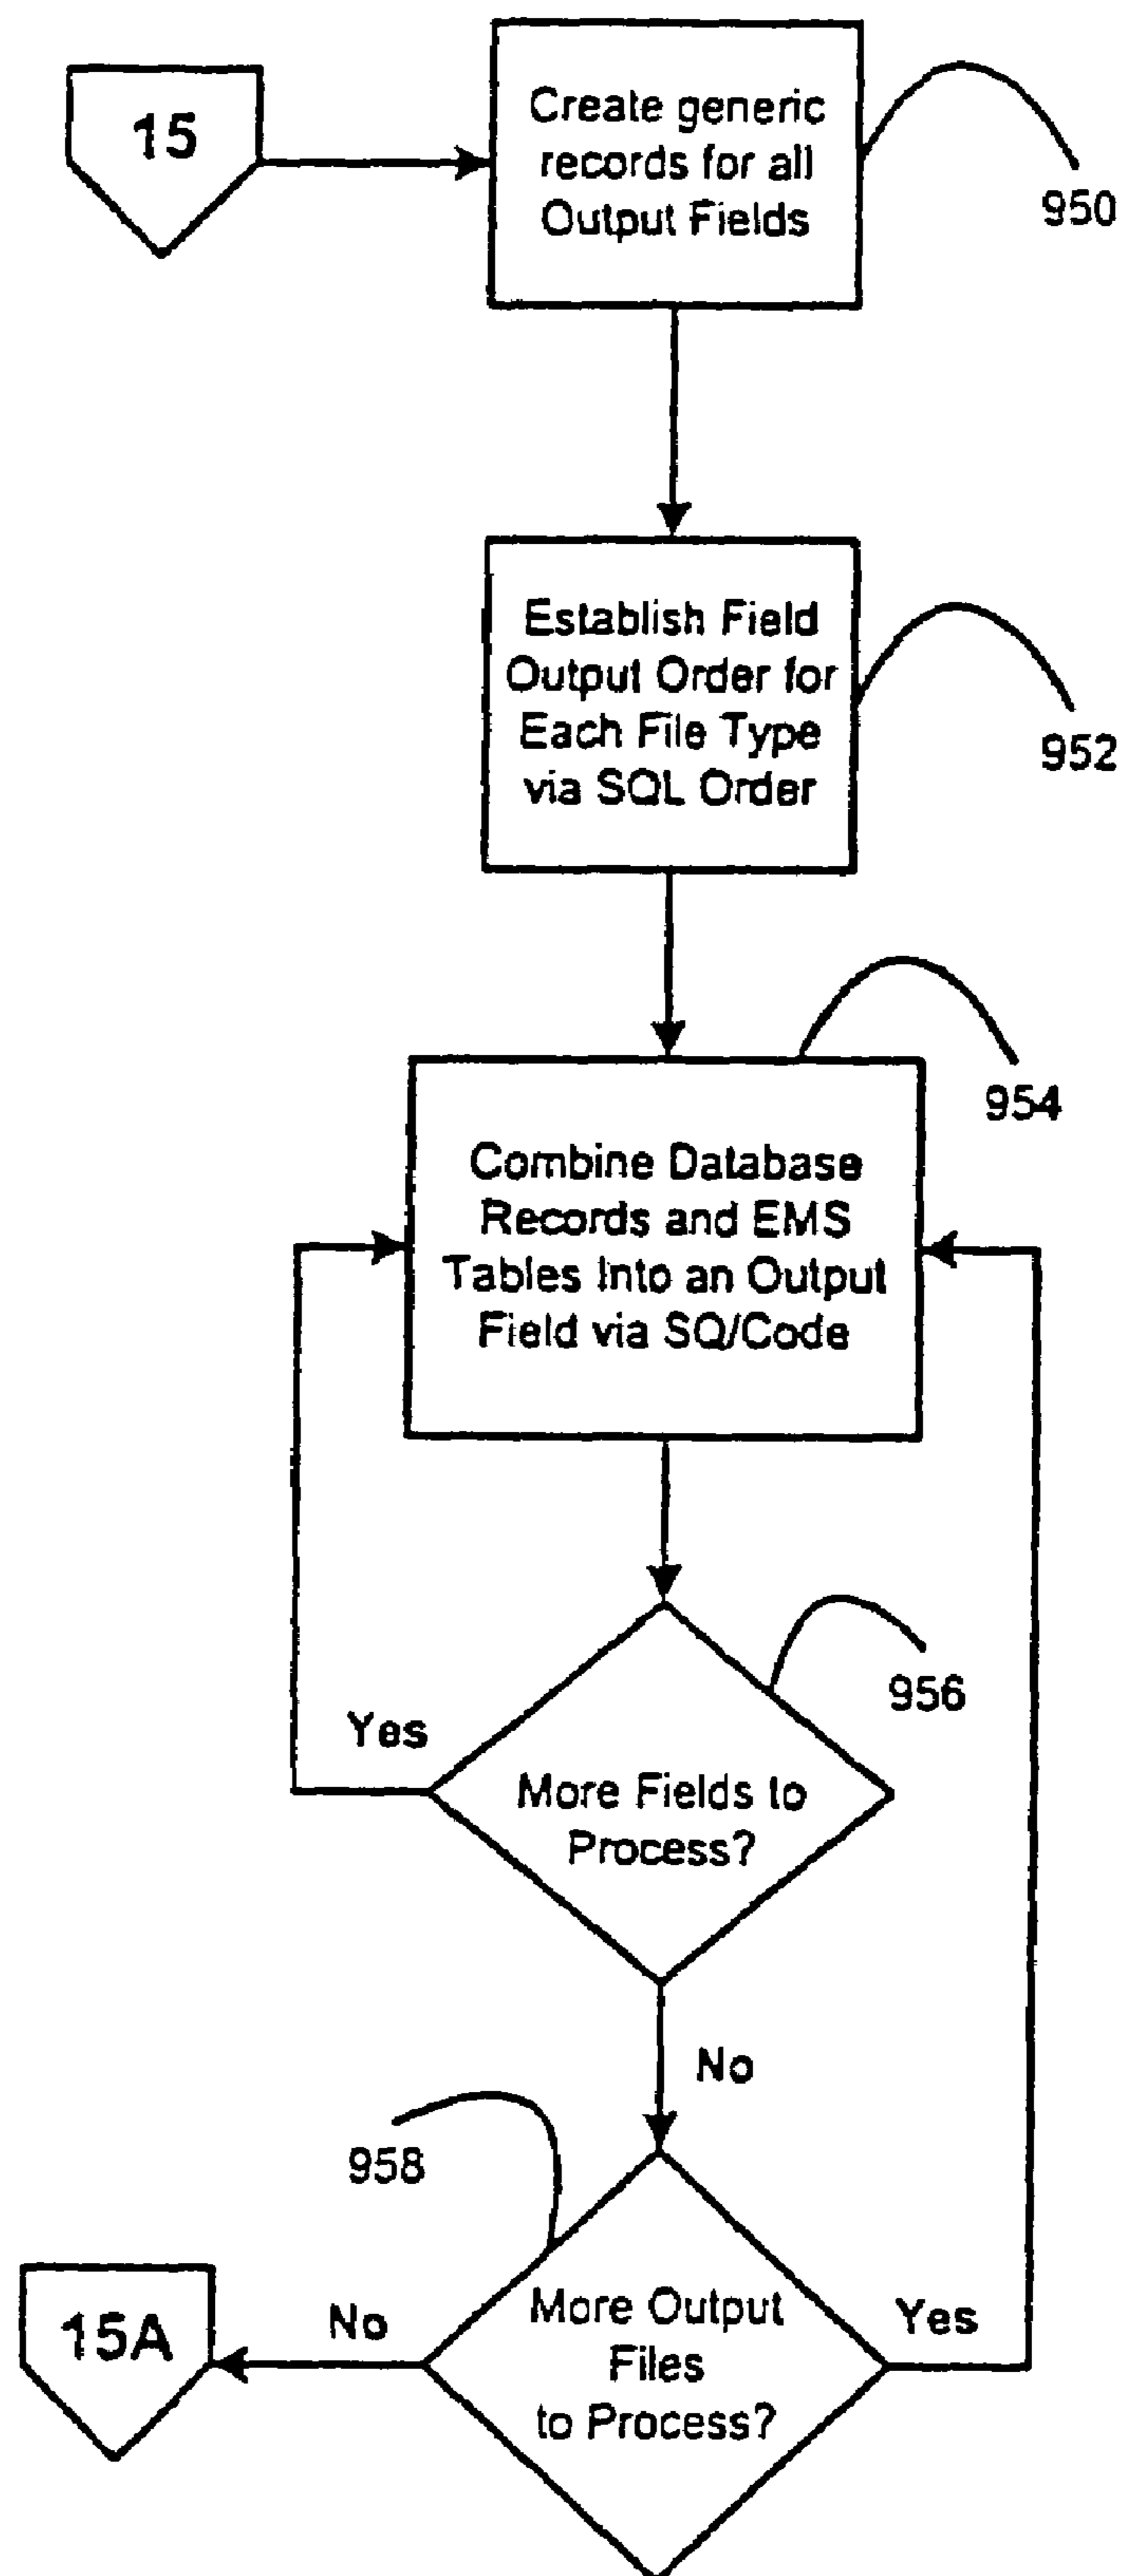 15
Create generic
records for all
Output Fields
950
Establish Field
Output Order for
Each File Type
via SQL Order
952
954
Combine Database
Records and EMS
Tables Into an Output
Field via SQ/Code
956
Yes
More Fields to
Process?
No
958
15A
No
More Output
Files
to Process?
Yes